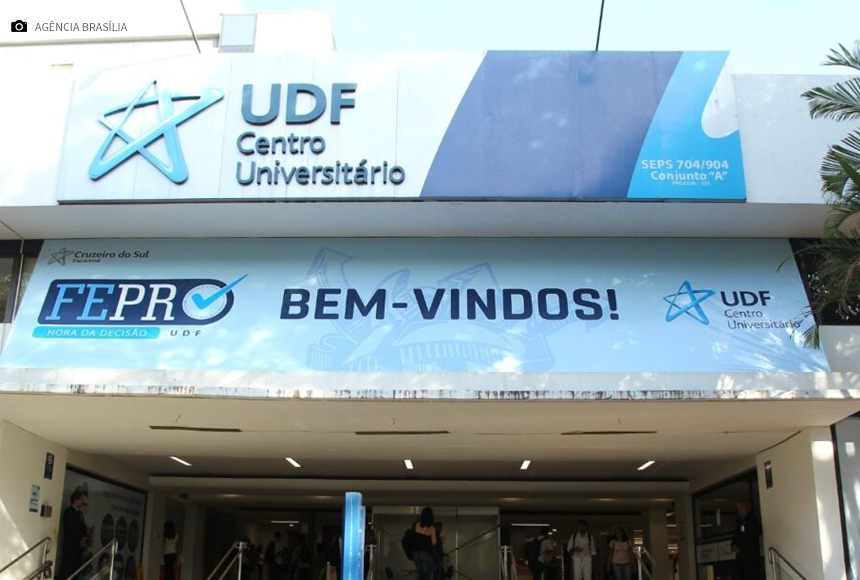 AGÊNCIA BRASÍLIA
UDF
Centro
Universitário
SEPS 704/904
Conjunto "A"
Cruzeiro do Sul
Educacional
FEPRO
HORA DA DECISÃO
UDF
BEM-VINDOS!
UDF
Centro
Universitário